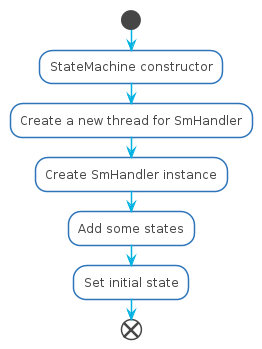 StateMachine constructor
Create a new thread for SmHandler
Create SmHandler instance
Add some states
Set initial state